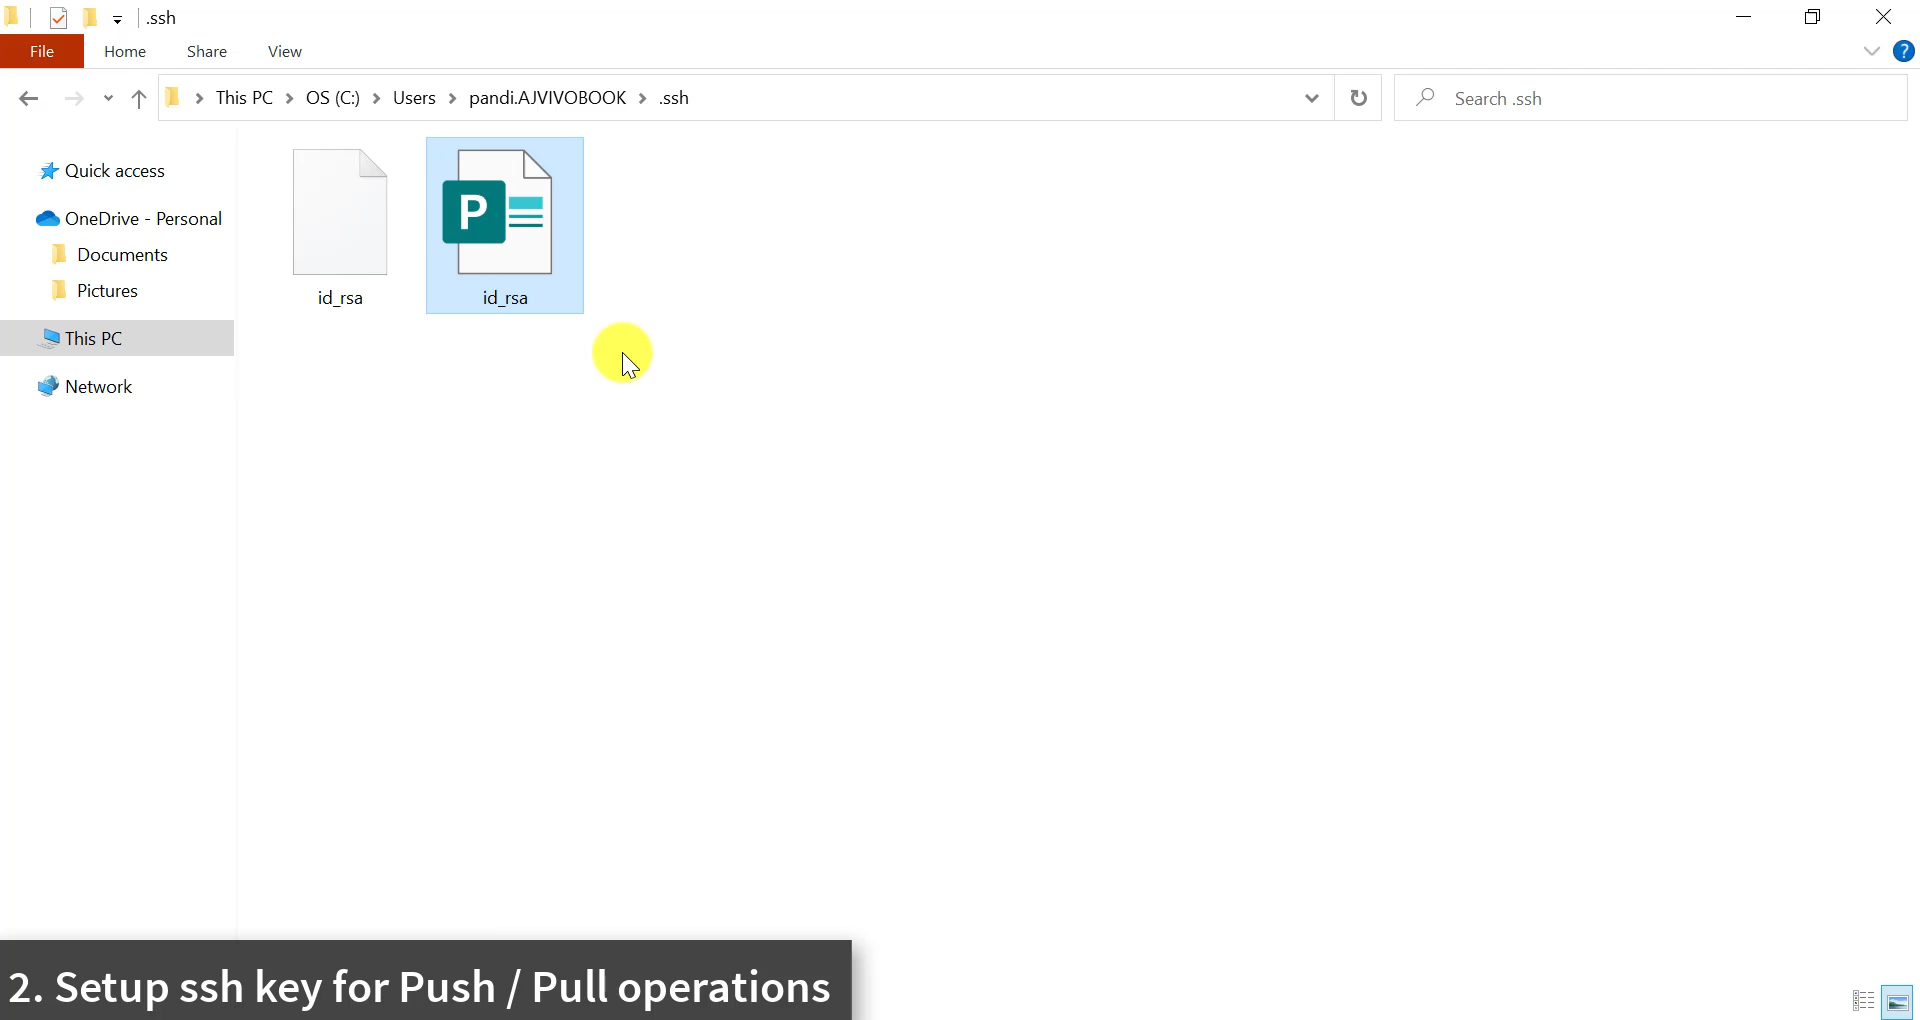 .ssh
File Home Share View
?
This PC OS (C:) Users pandi.AJVIVOBOOK .ssh
Search .ssh
Quick access
OneDrive - Personal
Documents
Pictures
This PC
Network
P
id_rsa
id_rsa
2. Setup ssh key for Push / Pull operations